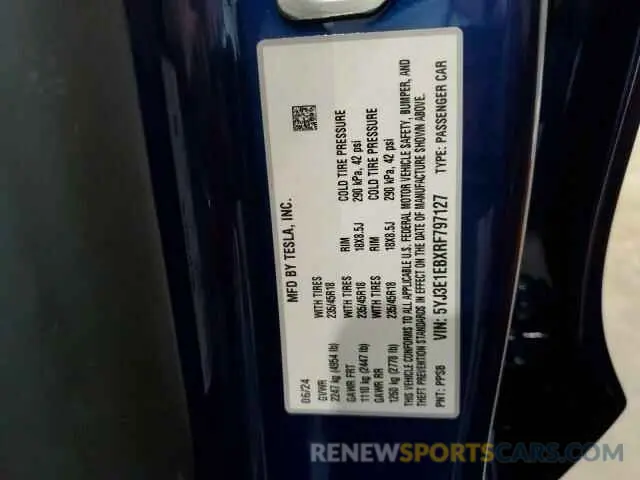 MFD BY TESLA, INC.
06/24
GVWR
2247 kg (4954 lb)
WITH TIRES
235/45R18
RIM
18X8.5J
COLD TIRE PRESSURE
290 kPa, 42 psi
GAWR FRT
1110 kg (2447 lb)
WITH TIRES
235/45R18
RIM
18X8.5J
COLD TIRE PRESSURE
290 kPa, 42 psi
GAWR RR
1260 kg (2778 lb)
THIS VEHICLE CONFORMS TO ALL APPLICABLE U.S. FEDERAL MOTOR VEHICLE SAFETY, BUMPER, AND
THEFT PREVENTION STANDARDS IN EFFECT ON THE DATE OF MANUFACTURE SHOWN ABOVE.
VIN: 5YJ3E1EBXRF797127
PNT: PPSB
TYPE: PASSENGER CAR
RENEWSPORTSCARS.COM